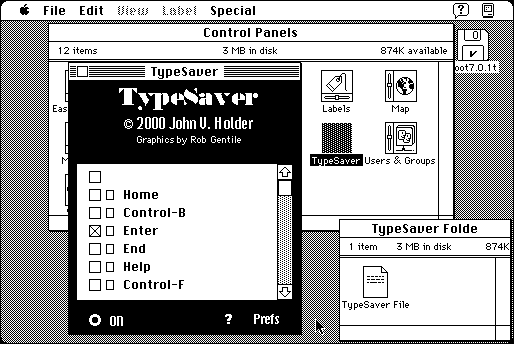 File Edit View Label Special
Control Panels
12 items 3 MB in disk 874K available
TypeSaver
TypeSaver
© 2000 John V. Holder
Graphics by Rob Gentile
Home
Control-B
Enter
End
Help
Control-F
ON ? Prefs
Eas
M
Labels Map
TypeSaver Users & Groups
oot7.0.1t
TypeSaver Folde
1 item 3 MB in disk 874K
TypeSaver File